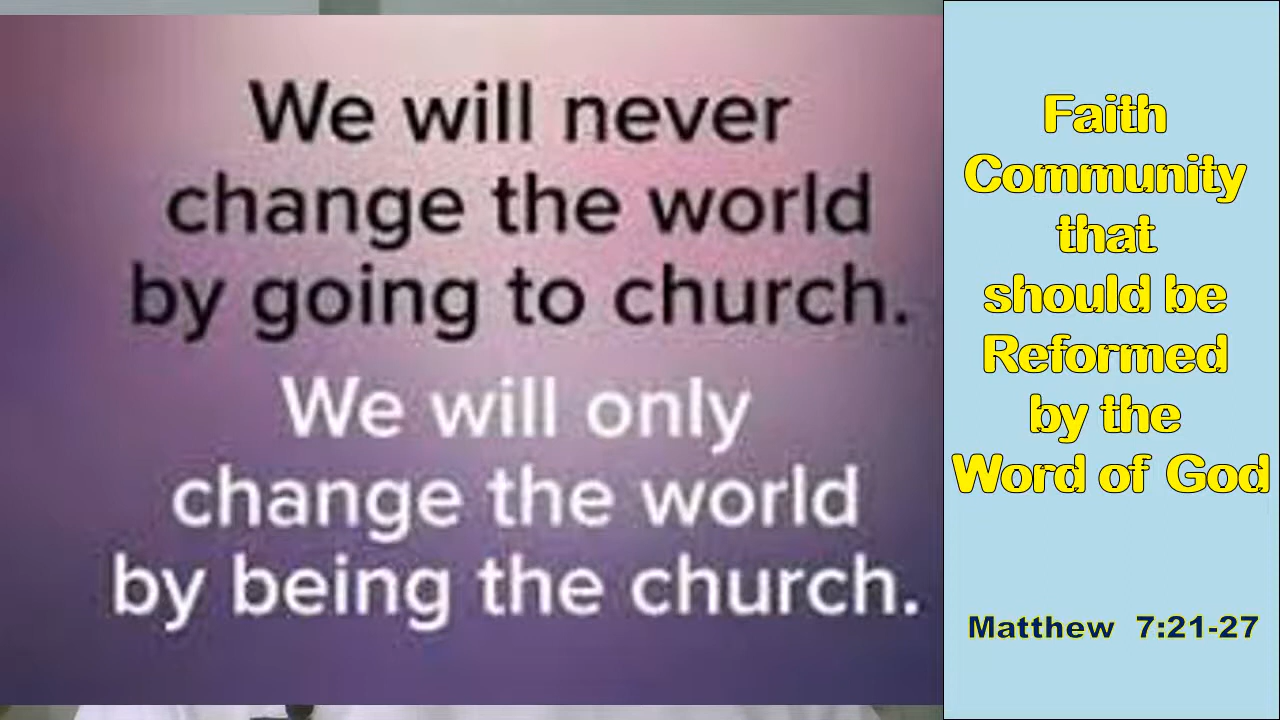 We will never
change the world
by going to church.
We will only
change the world
by being the church.
Faith
Community
that
should be
Reformed
by the
Word of God
Matthew 7:21-27